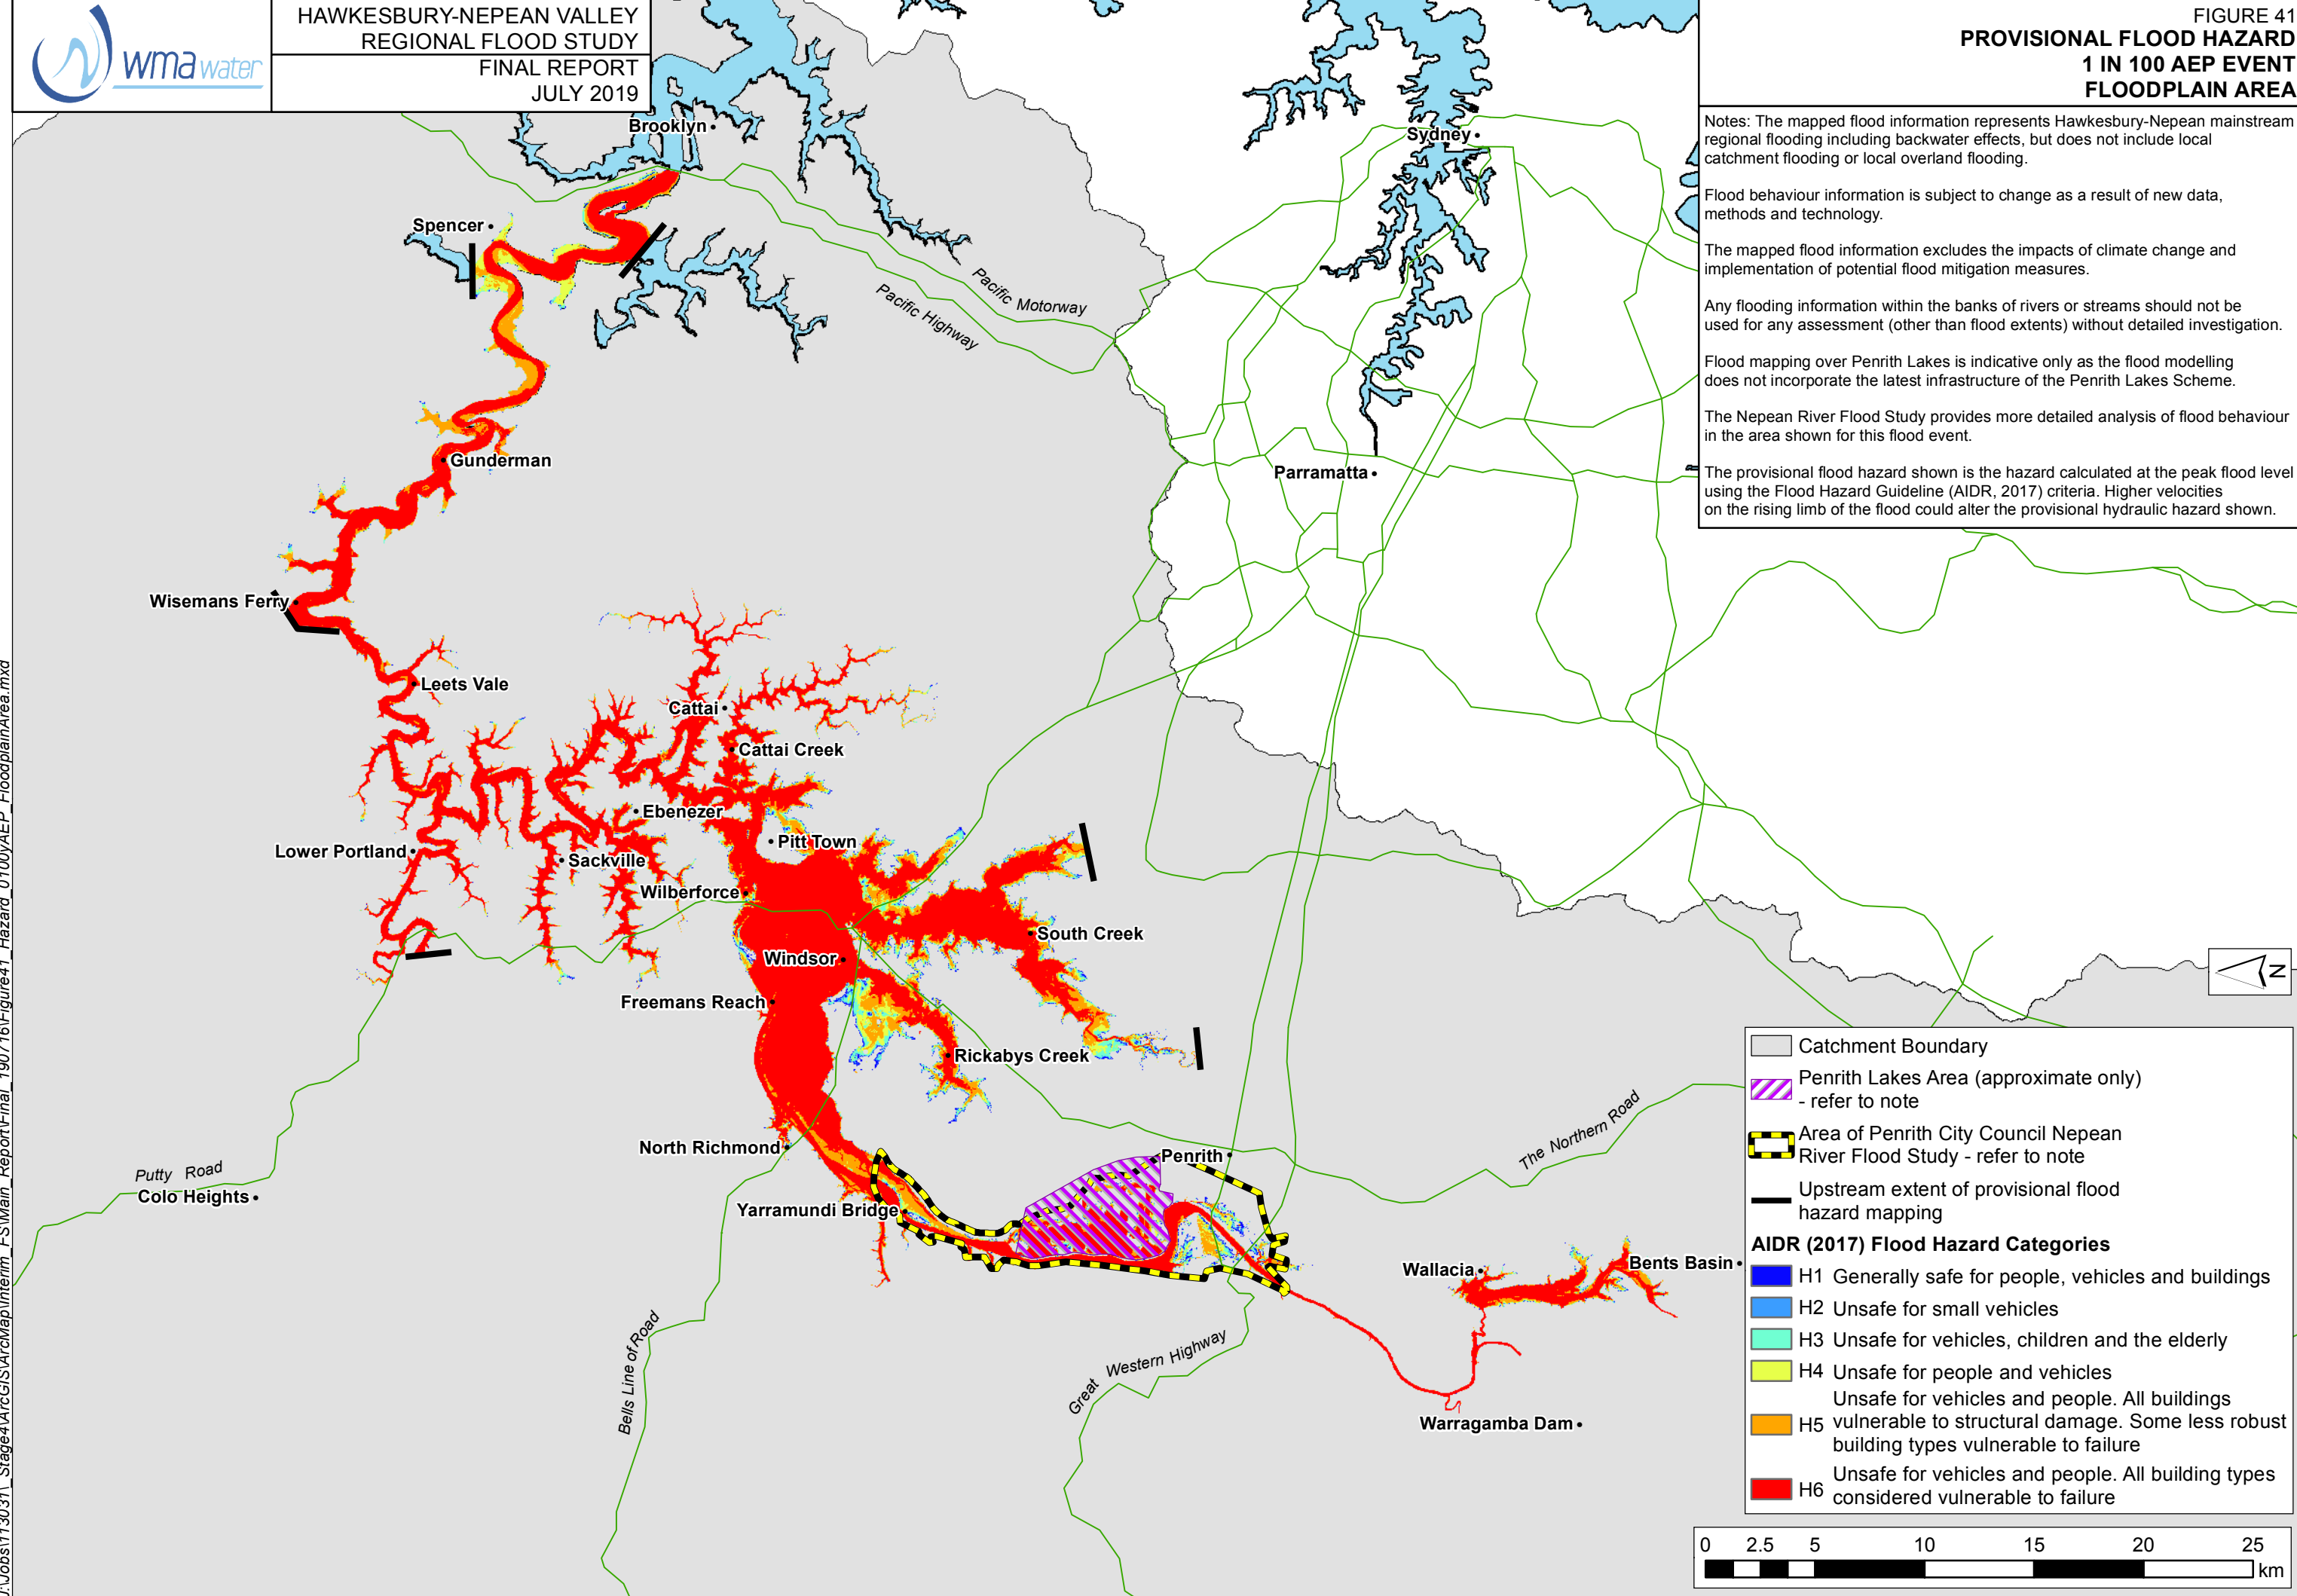 wma water
HAWKESBURY-NEPEAN VALLEY
REGIONAL FLOOD STUDY
FINAL REPORT
JULY 2019
FIGURE 41
PROVISIONAL FLOOD HAZARD
1 IN 100 AEP EVENT
FLOODPLAIN AREA
Notes: The mapped flood information represents Hawkesbury-Nepean mainstream
regional flooding including backwater effects, but does not include local
catchment flooding or local overland flooding.
Flood behaviour information is subject to change as a result of new data,
methods and technology.
The mapped flood information excludes the impacts of climate change and
implementation of potential flood mitigation measures.
Any flooding information within the banks of rivers or streams should not be
used for any assessment (other than flood extents) without detailed investigation.
Flood mapping over Penrith Lakes is indicative only as the flood modelling
does not incorporate the latest infrastructure of the Penrith Lakes Scheme.
The Nepean River Flood Study provides more detailed analysis of flood behaviour
in the area shown for this flood event.
The provisional flood hazard shown is the hazard calculated at the peak flood level
using the Flood Hazard Guideline (AIDR, 2017) criteria. Higher velocities
on the rising limb of the flood could alter the provisional hydraulic hazard shown.
Brooklyn
Sydney
Spencer
Pacific Motorway
Pacific Highway
Gunderman
Parramatta
Wisemans Ferry
Leets Vale
Cattai
Cattai Creek
Ebenezer
Pitt Town
Lower Portland
Sackville
Wilberforce
South Creek
Windsor
Freemans Reach
Rickabys Creek
North Richmond
Penrith
The Northern Road
Putty Road
Colo Heights
Yarramundi Bridge
Wallacia
Bents Basin
Bells Line of Road
Great Western Highway
Warragamba Dam
N
Catchment Boundary
Penrith Lakes Area (approximate only)
- refer to note
Area of Penrith City Council Nepean
River Flood Study - refer to note
Upstream extent of provisional flood
hazard mapping
AIDR (2017) Flood Hazard Categories
H1 Generally safe for people, vehicles and buildings
H2 Unsafe for small vehicles
H3 Unsafe for vehicles, children and the elderly
H4 Unsafe for people and vehicles
Unsafe for vehicles and people. All buildings
H5 vulnerable to structural damage. Some less robust
building types vulnerable to failure
Unsafe for vehicles and people. All building types
H6 considered vulnerable to failure
0 2.5 5 10 15 20 25
km
J:\Jobs\113031\_Stage4\ArcGIS\ArcMap\Interim_FS\Main_Report\Final_190716\Figure41_Hazard_0100yAEP_FloodplainArea.mxd